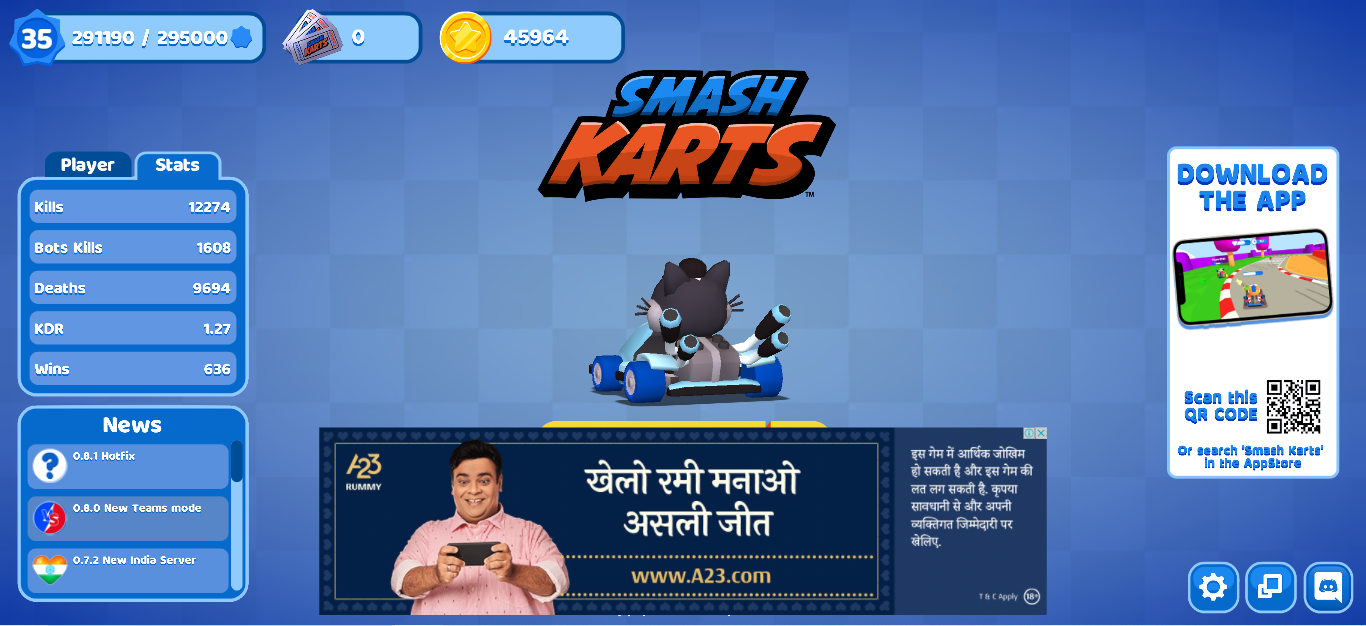 35
291190 / 295000
0
45964
SMASH
KARTS
TM
Player
Stats
Kills 12274
Bots Kills 1608
Deaths 9694
KDR 1.27
Wins 636
News
0.8.1 Hotfix
0.8.0 New Teams mode
0.7.2 New India Server
A23
RUMMY
खेलो रमी मनाओ
असली जीत
www.A23.com
इस गेम में आर्थिक जोखिम
हो सकती है और इस गेम की
लत लग सकती है. कृपया
सावधानी से और अपनी
व्यक्तिगत जिम्मेदारी पर
खेलिए.
T & C Apply 18+
DOWNLOAD
THE APP
Scan this
QR CODE
Or search 'Smash Karts'
in the AppStore